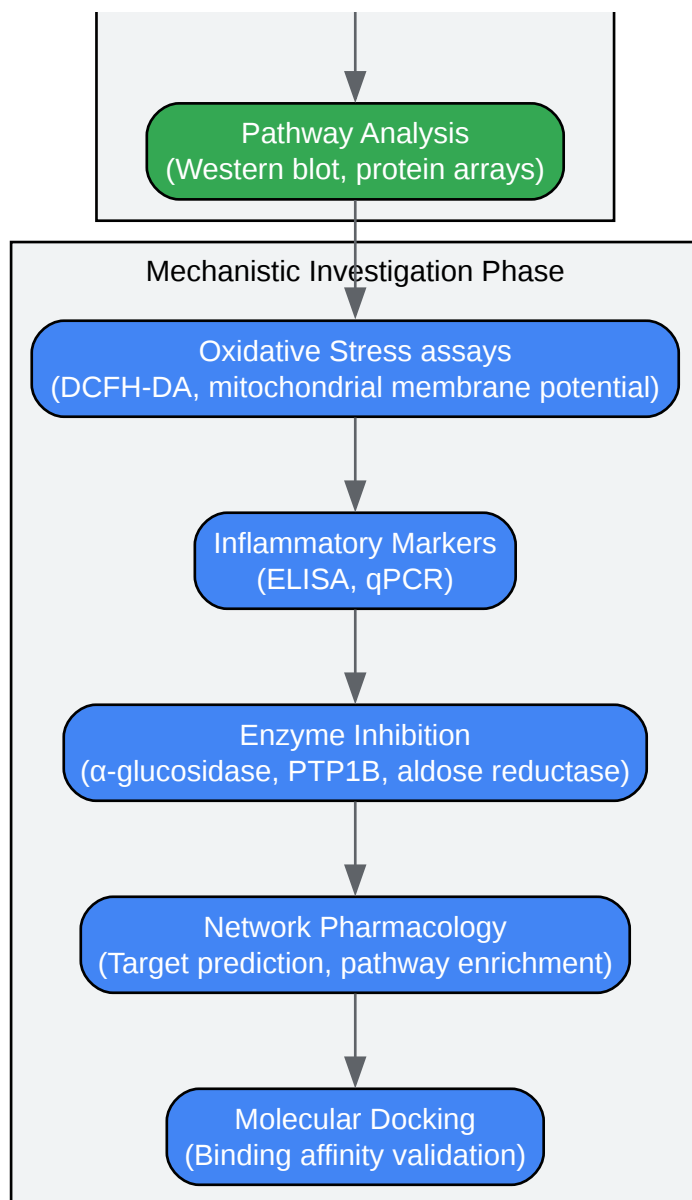 Pathway Analysis
(Western blot, protein arrays)
Mechanistic Investigation Phase
Oxidative Stress assays
(DCFH-DA, mitochondrial membrane potential)
Inflammatory Markers
(ELISA, qPCR)
Enzyme Inhibition
(α-glucosidase, PTP1B, aldose reductase)
Network Pharmacology
(Target prediction, pathway enrichment)
Molecular Docking
(Binding affinity validation)